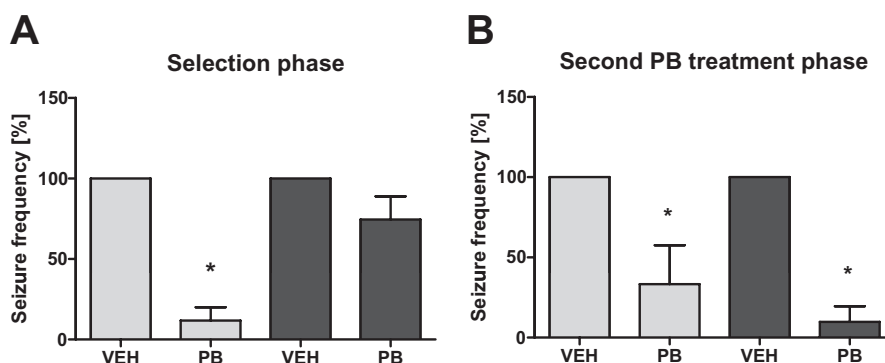 A
Selection phase
Seizure frequency [%]
150
100
50
0
*
VEH PB VEH PB
B
Second PB treatment phase
Seizure frequency [%]
150
100
50
0
*
*
VEH PB VEH PB